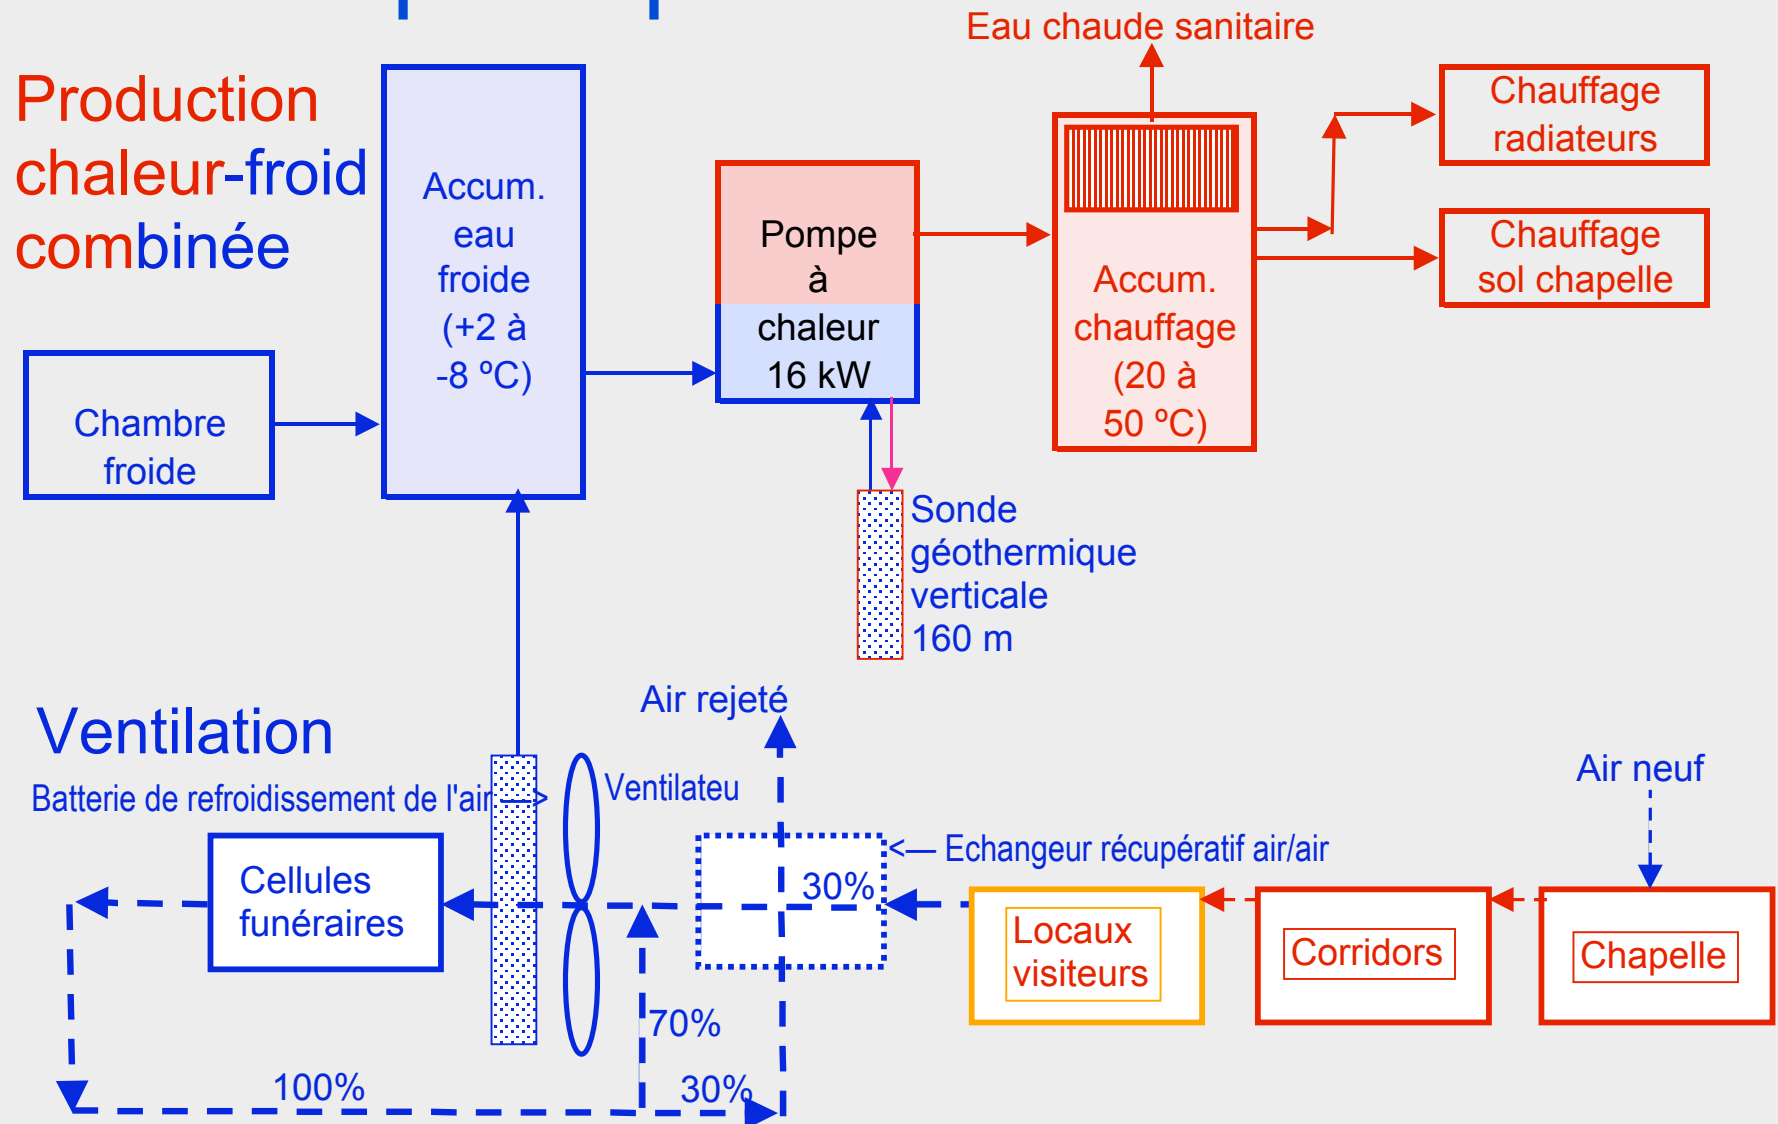 Eau chaude sanitaire
Production
chaleur-froid
combinée
Accum.
eau
froide
(+2 à
-8 ºC)
Pompe
à
chaleur
16 kW
Accum.
chauffage
(20 à
50 ºC)
Chauffage
radiateurs
Chauffage
sol chapelle
Chambre
froide
Sonde
géothermique
verticale
160 m
Ventilation
Air rejeté
Air neuf
Batterie de refroidissement de l'air —>
Ventilateu
<— Echangeur récupératif air/air
Cellules
funéraires
30%
Locaux
visiteurs
Corridors
Chapelle
70%
100%
30%